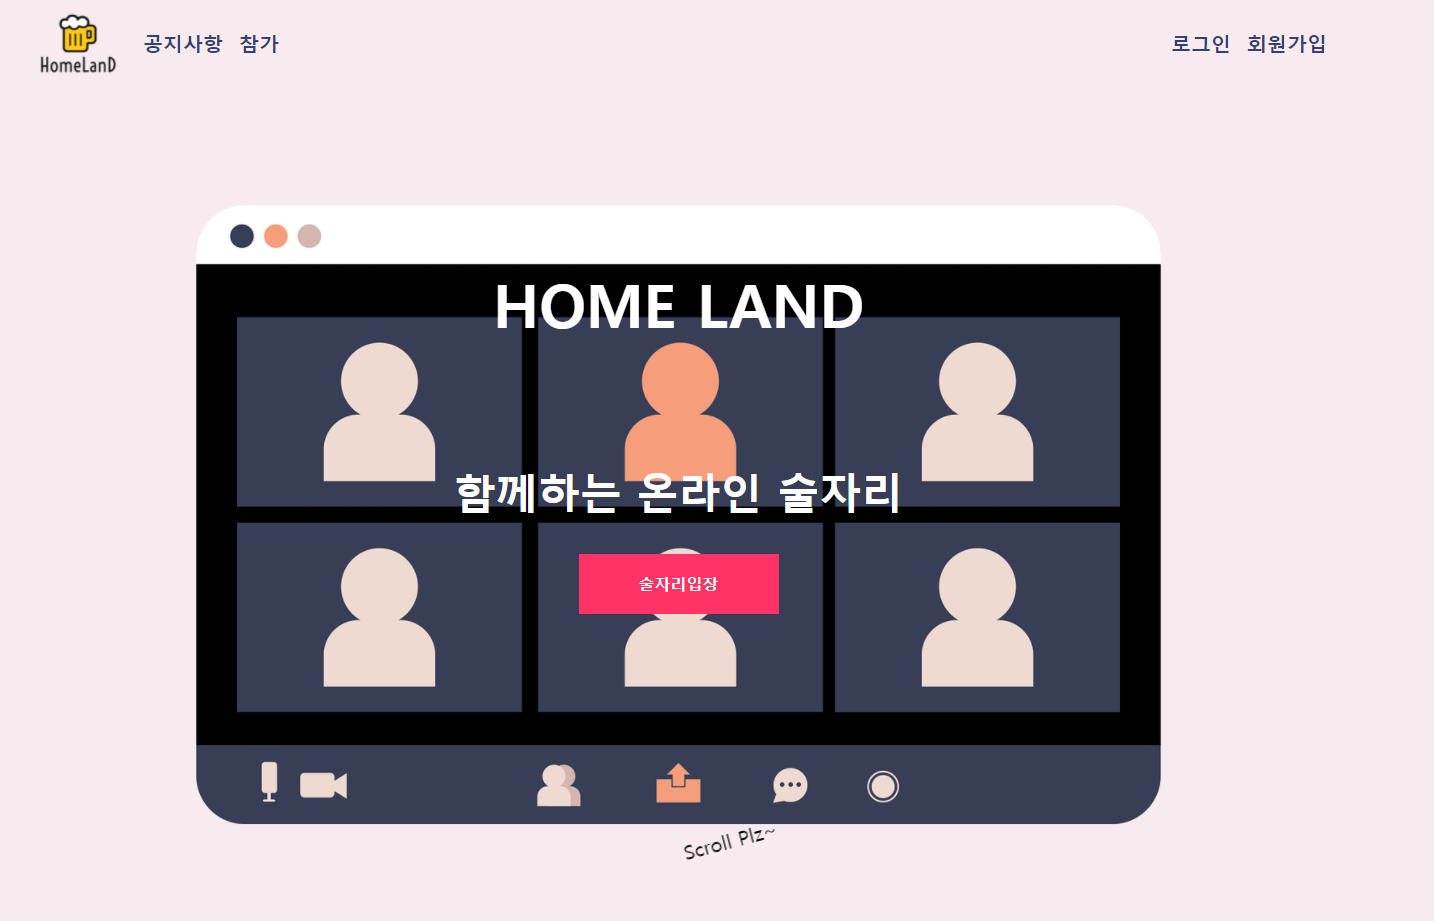 HomeLanD
공지사항 참가
로그인 회원가입
HOME LAND
함께하는 온라인 술자리
술자리입장
Scroll Plz~